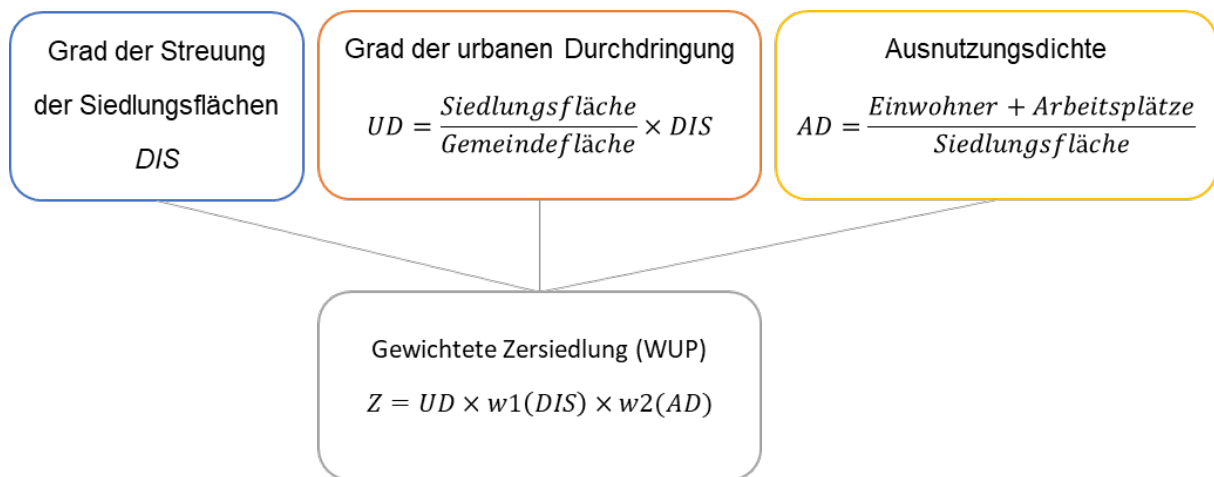 Grad der Streuung
der Siedlungsflächen
DIS
Grad der urbanen Durchdringung
UD = Siedlungsfläche / Gemeindefläche × DIS
Ausnutzungsdichte
AD = Einwohner + Arbeitsplätze / Siedlungsfläche
Gewichtete Zersiedlung (WUP)
Z = UD × w1(DIS) × w2(AD)